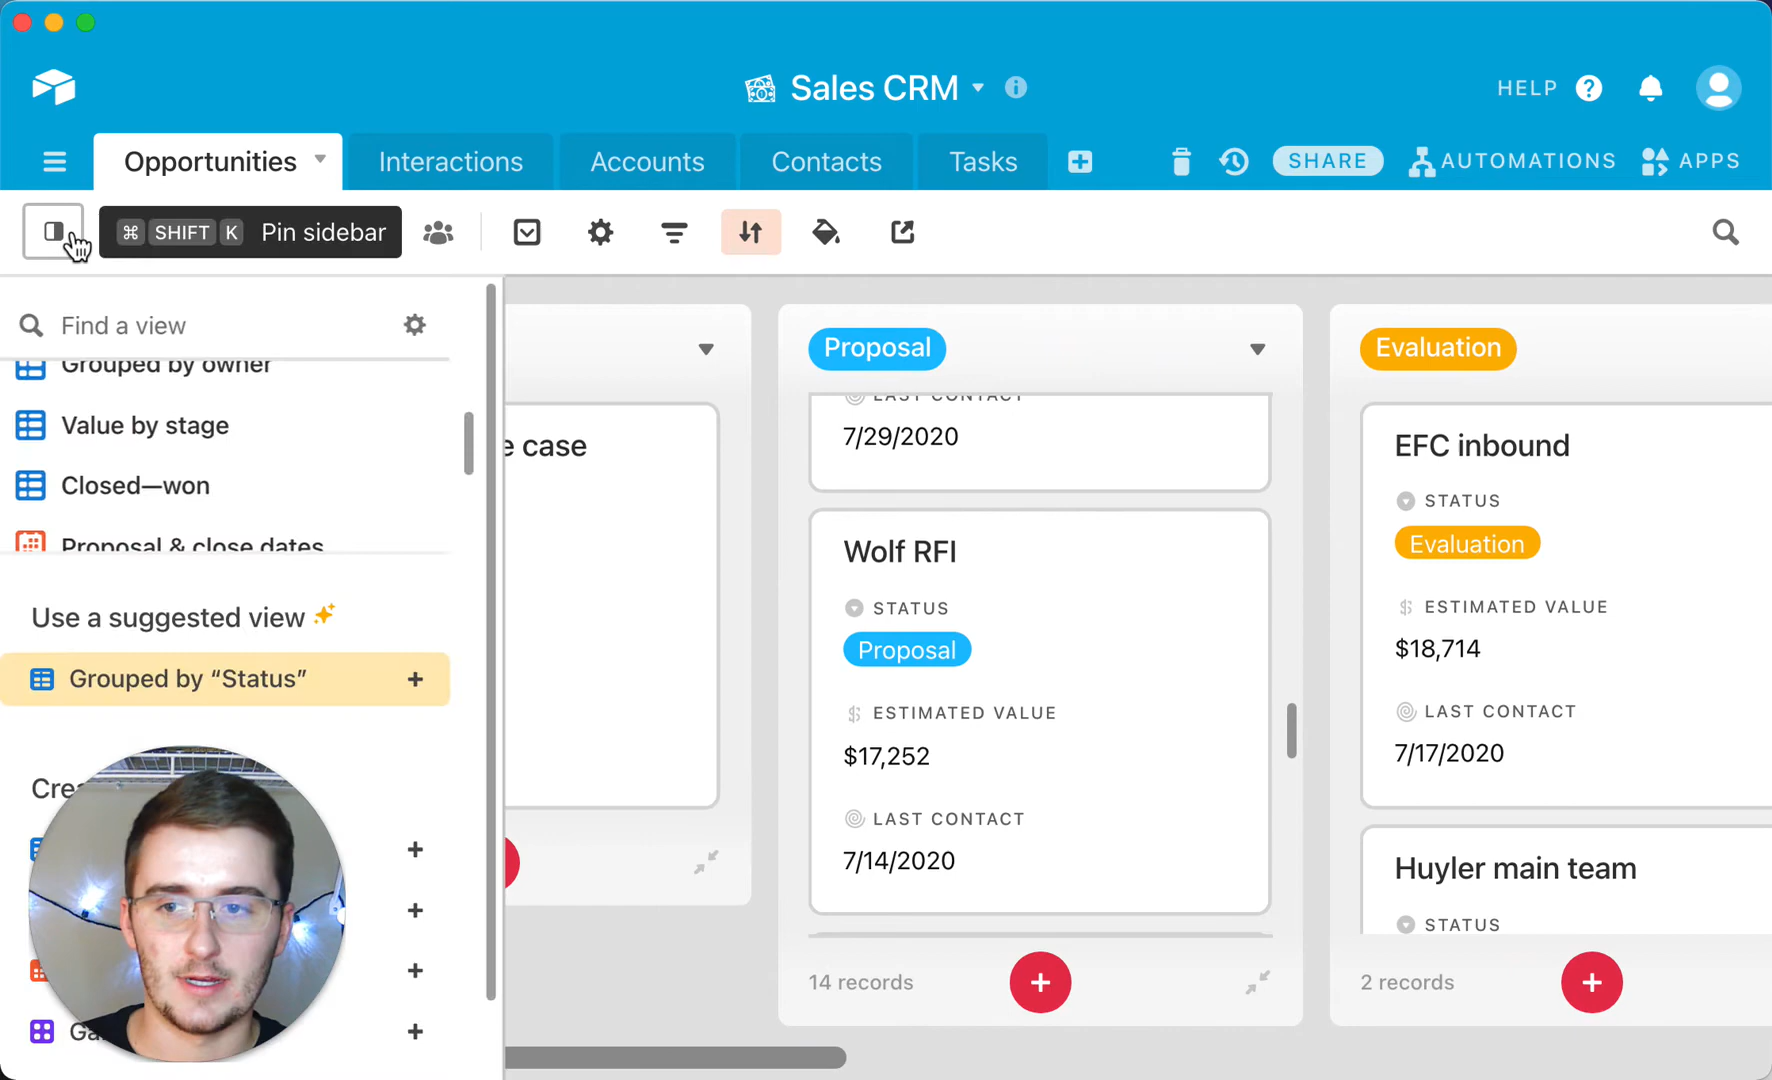 Sales CRM
HELP
Opportunities
Interactions
Accounts
Contacts
Tasks
SHARE
AUTOMATIONS
APPS
⌘ SHIFT K Pin sidebar
Find a view
Grouped by owner
Value by stage
Closed—won
Proposal & close dates
Use a suggested view
Grouped by “Status”
+
+
+
+
+
e case
Proposal
LAST CONTACT
7/29/2020
Wolf RFI
STATUS
Proposal
ESTIMATED VALUE
$17,252
LAST CONTACT
7/14/2020
14 records
+
Evaluation
EFC inbound
STATUS
Evaluation
ESTIMATED VALUE
$18,714
LAST CONTACT
7/17/2020
Huyler main team
STATUS
2 records
+